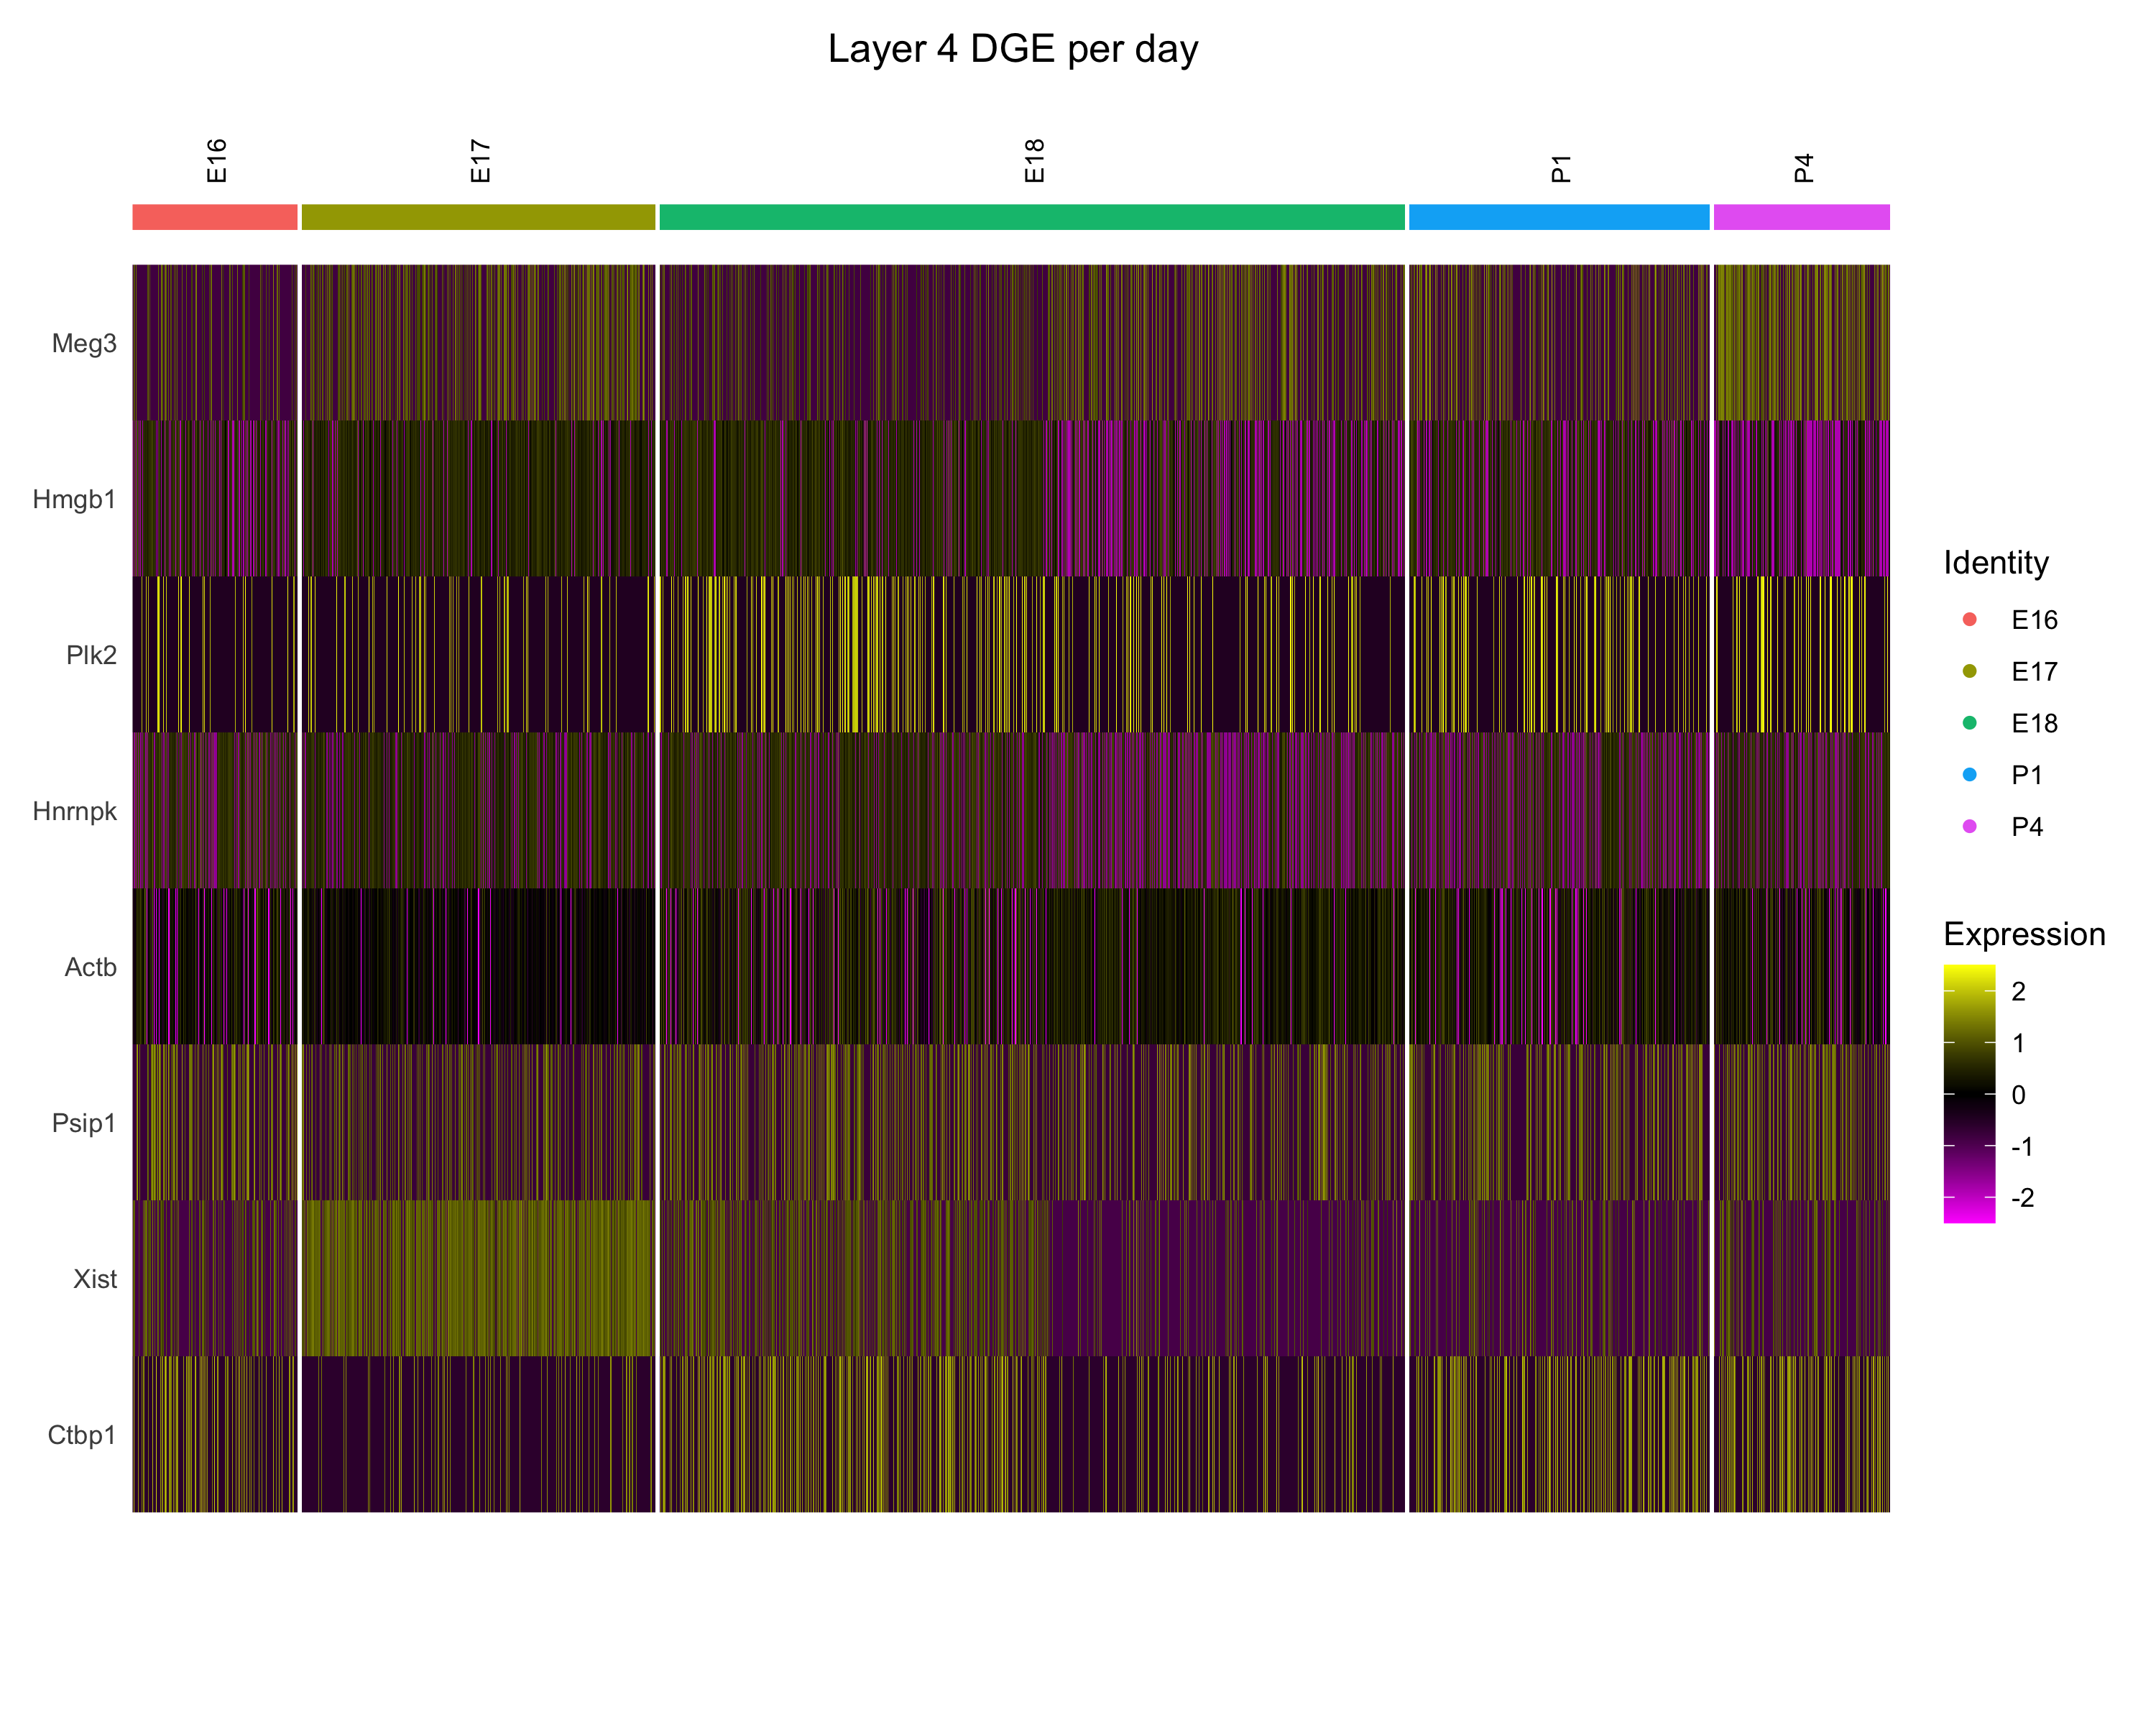 Layer 4 DGE per day
E16
E17
E18
P1
P4
Meg3
Hmgb1
Plk2
Hnrnpk
Actb
Psip1
Xist
Ctbp1
Identity
E16
E17
E18
P1
P4
Expression
2
1
0
-1
-2